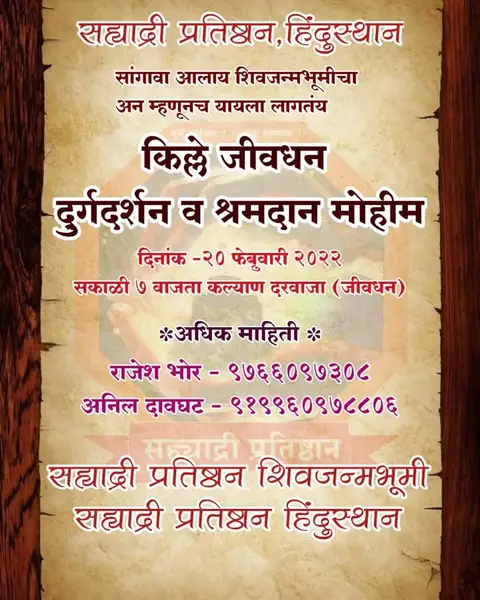 सह्याद्री प्रतिष्ठान,हिंदुस्थान
सांगावा आलाय शिवजन्मभूमीचा
अन म्हणूनच यायला लागतंय
किल्ले जीवधन
दुर्गदर्शन व श्रमदान मोहीम
दिनांक -२० फेबुवारी २०२२
सकाळी ७ वाजता कल्याण दरवाजा (जीवधन)
*अधिक माहिती *
राजेश भोर - ९७६६०९७३०८
अनिल दावघट - ९१९९६०९७८८०६
सह्याद्री प्रतिष्ठान
सह्याद्री प्रतिष्ठान शिवजन्मभूमी
सह्याद्री प्रतिष्ठान हिंदुस्थान